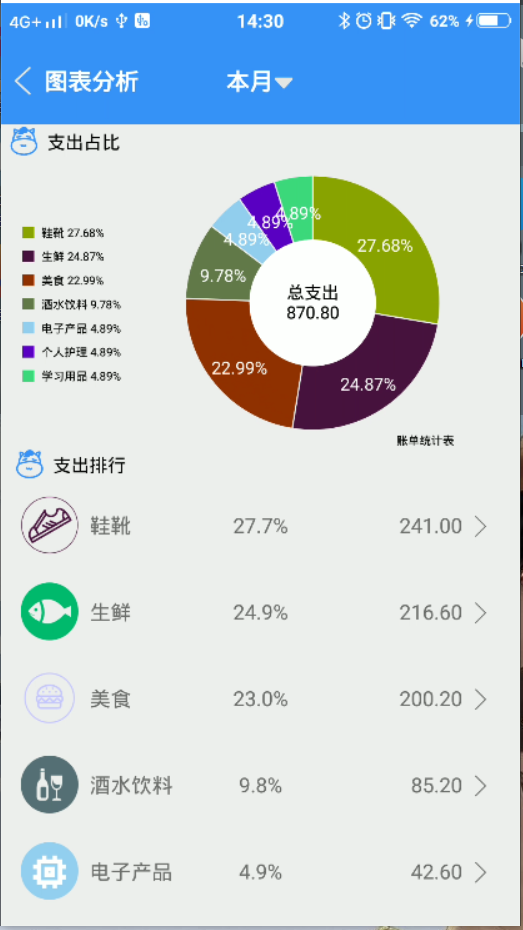 4G+ 0K/s 14:30 62%
图表分析 本月
支出占比
鞋靴 27.68%
生鲜 24.87%
美食 22.99%
酒水饮料 9.78%
电子产品 4.89%
个人护理 4.89%
学习用品 4.89%
27.68%
24.87%
22.99%
9.78%
4.89%
4.89%
4.89%
总支出
870.80
账单统计表
支出排行
鞋靴 27.7% 241.00
生鲜 24.9% 216.60
美食 23.0% 200.20
酒水饮料 9.8% 85.20
电子产品 4.9% 42.60